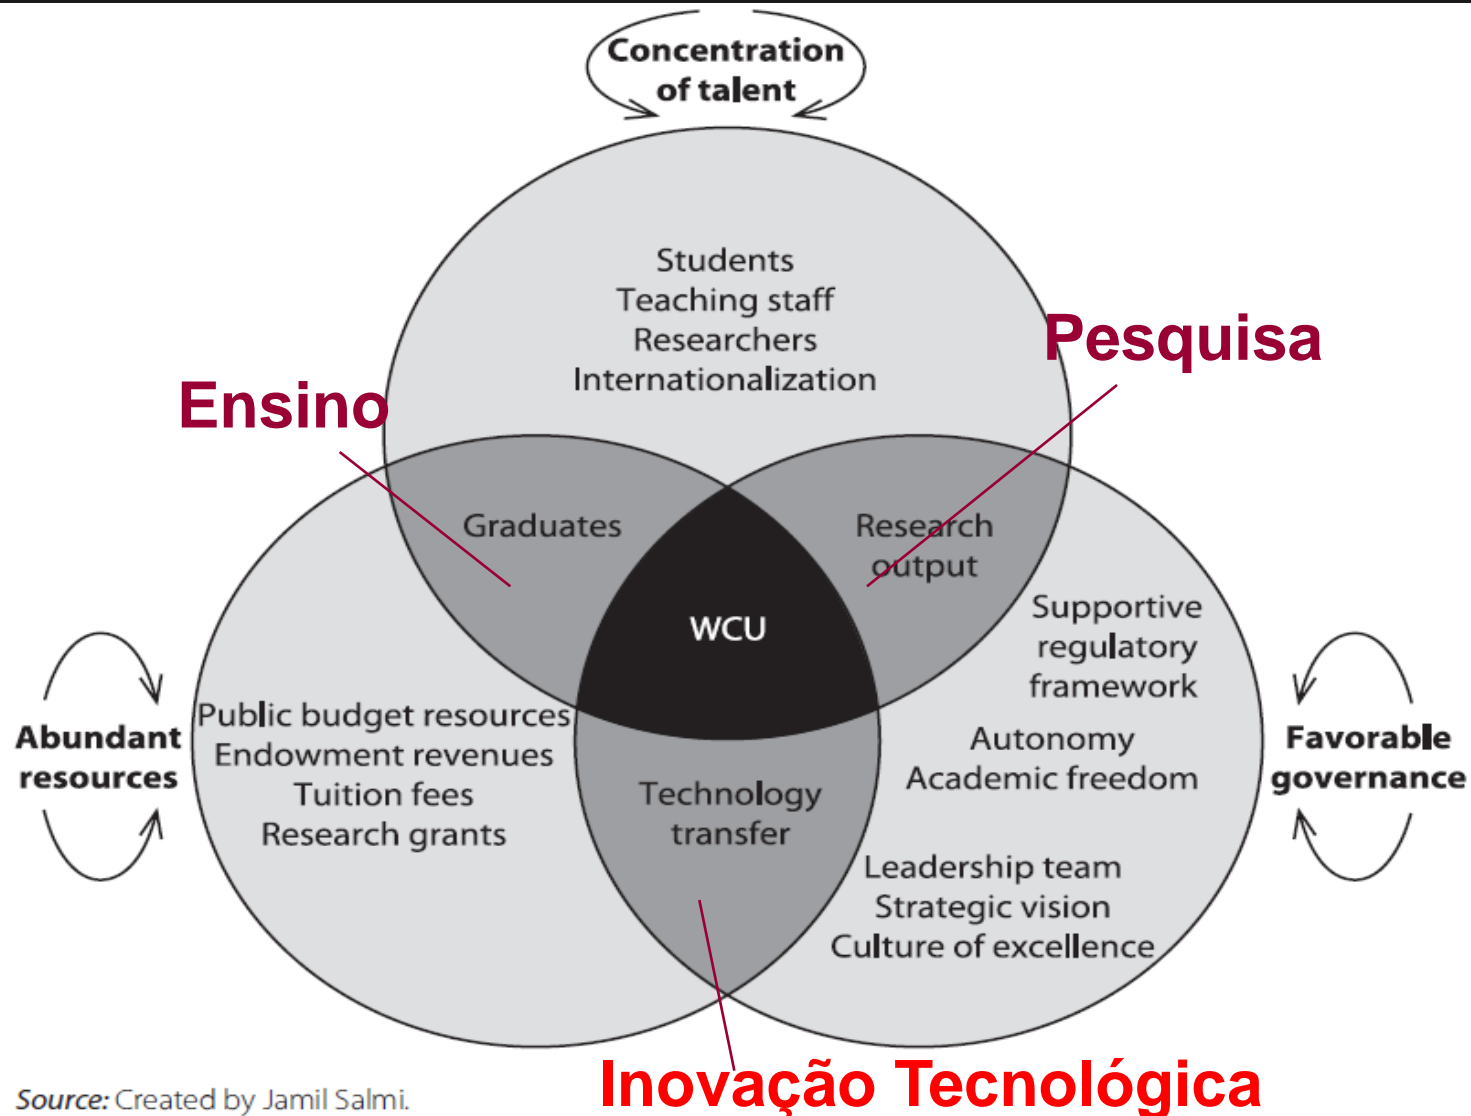 Concentration
of talent
Students
Teaching staff
Researchers
Internationalization
Pesquisa
Ensino
Graduates
Research
output
WCU
Supportive
regulatory
framework
Autonomy
Academic freedom
Leadership team
Strategic vision
Culture of excellence
Public budget resources
Endowment revenues
Tuition fees
Research grants
Abundant
resources
Favorable
governance
Technology
transfer
Inovação Tecnológica
Source: Created by Jamil Salmi.